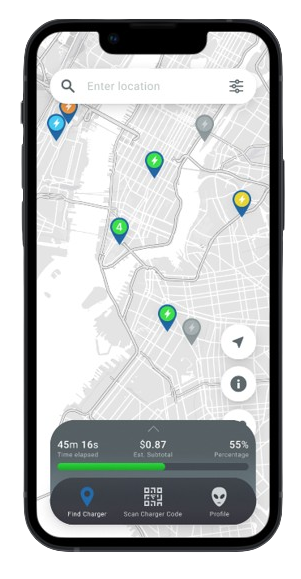 Enter location
4
45m 16s
$0.87
55%
Time elapsed
Est. Subtotal
Percentage
Find Charger
Scan Charger Code
Profile